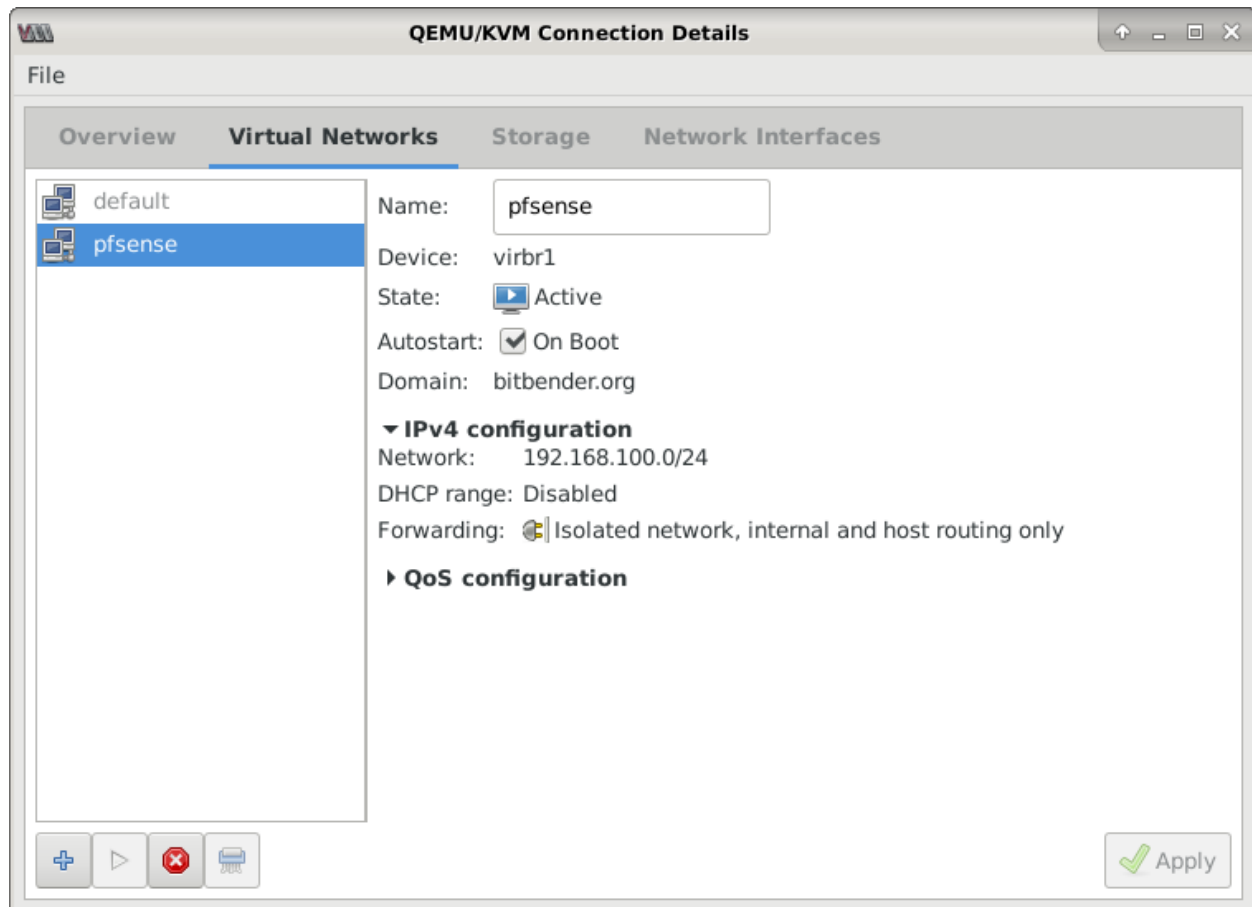 QEMU/KVM Connection Details
File
Overview Virtual Networks Storage Network Interfaces
default
pfsense
Name: pfsense
Device: virbr1
State: Active
Autostart: On Boot
Domain: bitbender.org
IPv4 configuration
Network: 192.168.100.0/24
DHCP range: Disabled
Forwarding: Isolated network, internal and host routing only
QoS configuration
Apply